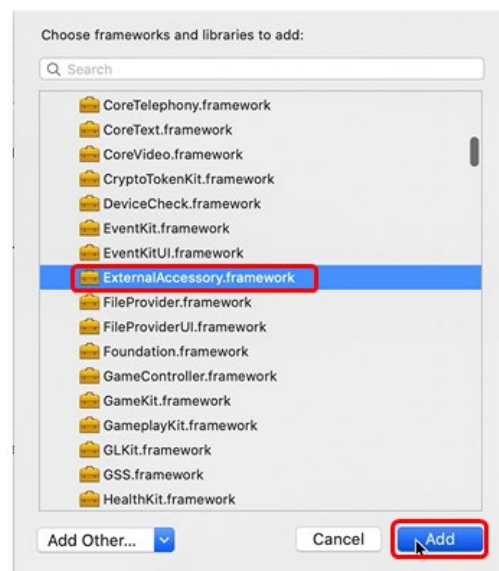 Choose frameworks and libraries to add:
Search
CoreTelephony.framework
CoreText.framework
CoreVideo.framework
CryptoTokenKit.framework
DeviceCheck.framework
EventKit.framework
EventKitUI.framework
ExternalAccessory.framework
FileProvider.framework
FileProviderUI.framework
Foundation.framework
GameController.framework
GameKit.framework
GameplayKit.framework
GLKit.framework
GSS.framework
HealthKit.framework
Add Other... Cancel Add